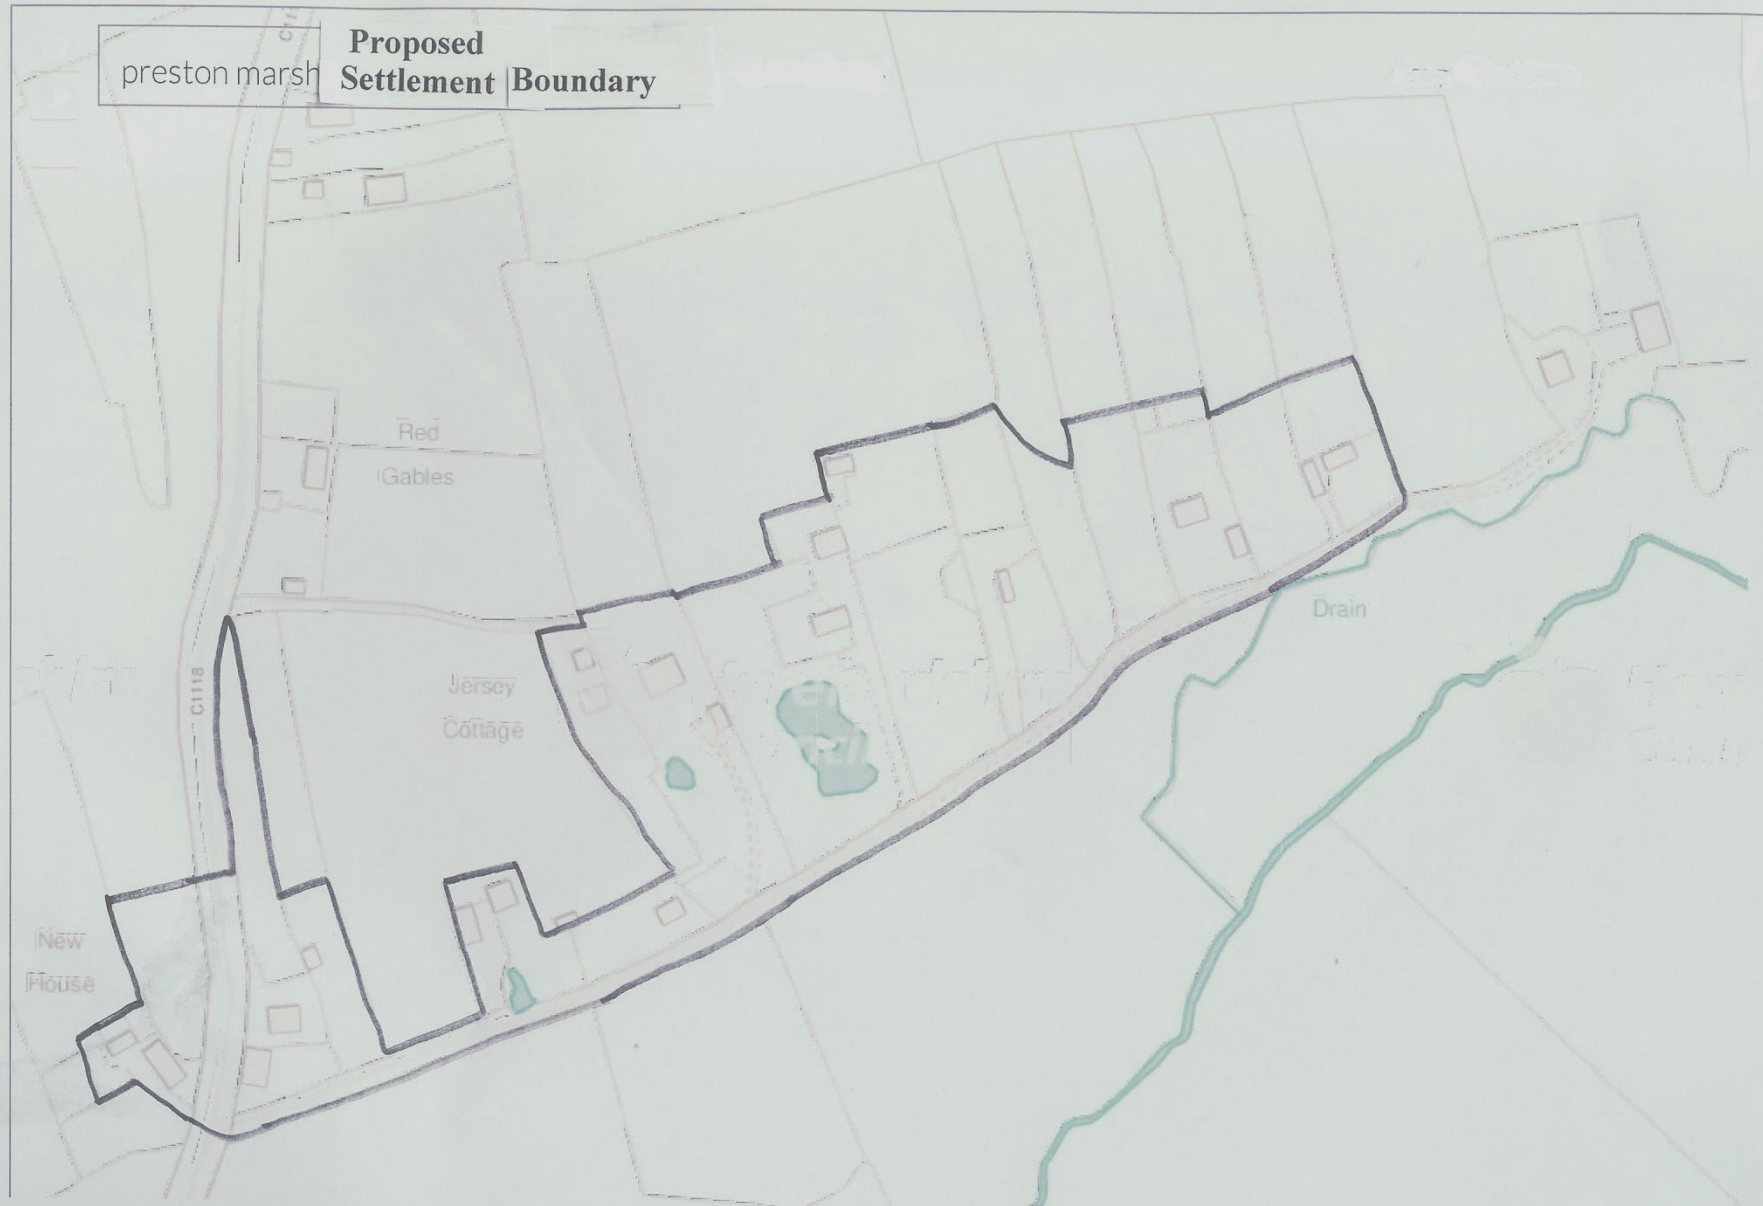 Proposed
preston marsh Settlement Boundary
Red
Gables
C1118
Jersey
Cottage
Drain
New
House